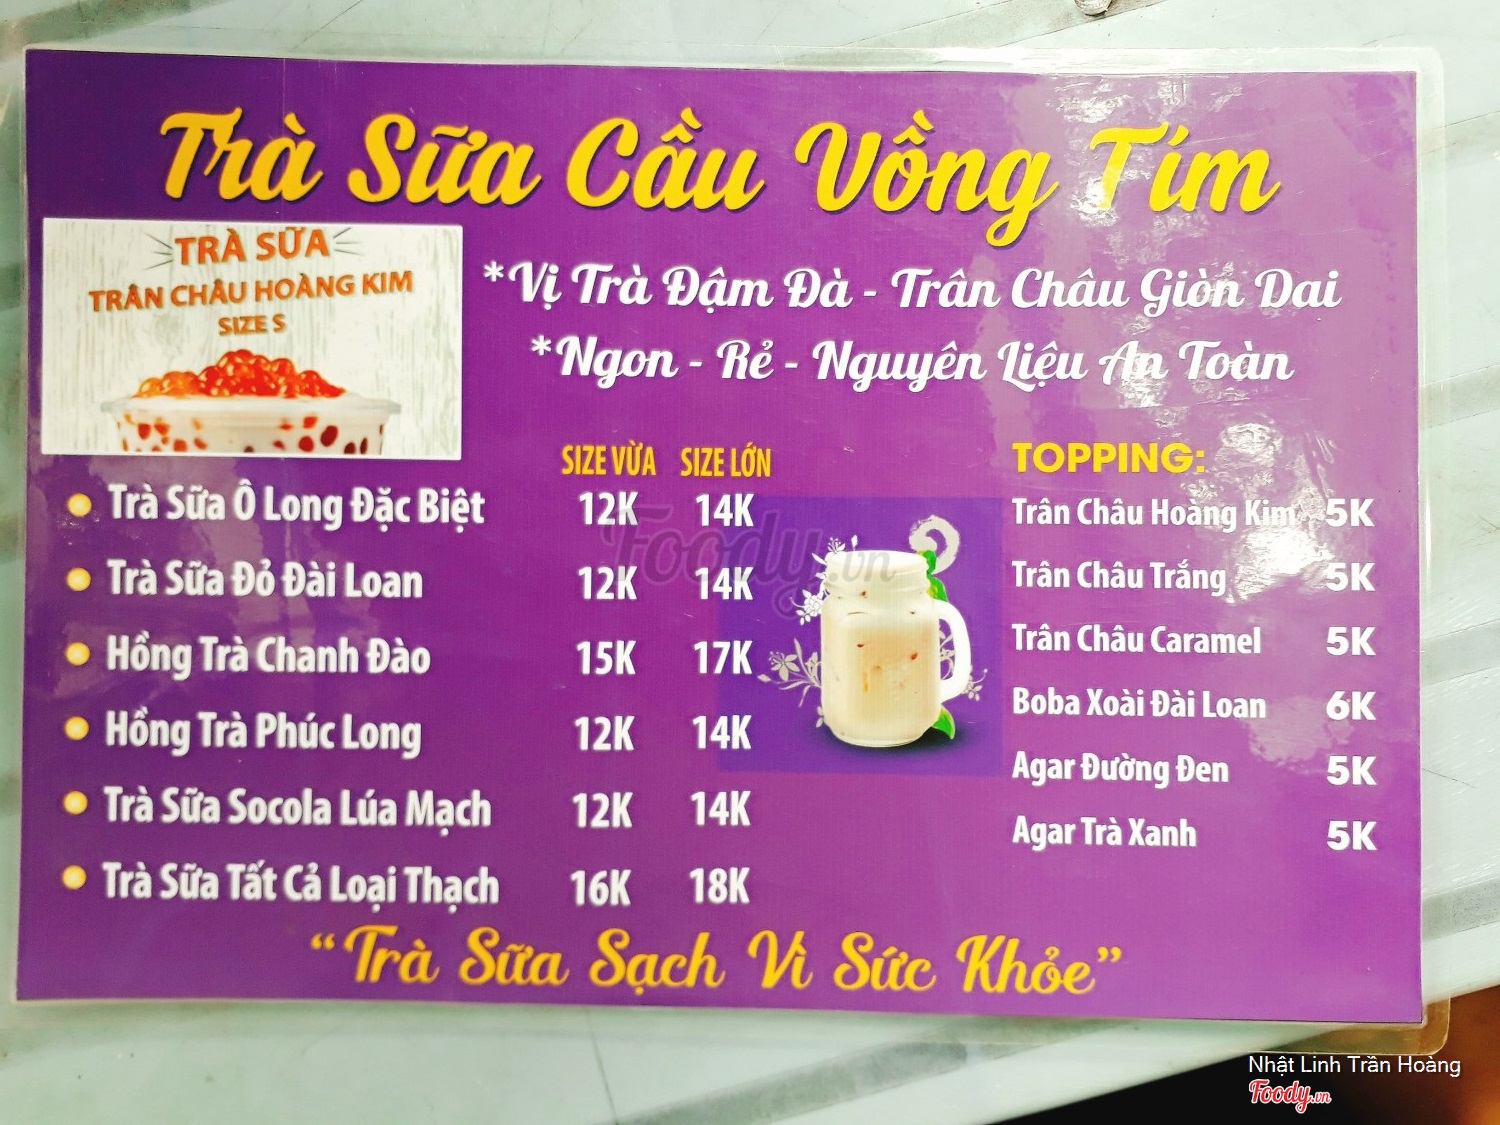 Trà Sữa Cầu Vồng Tím
TRÀ SỮA
TRÂN CHÂU HOÀNG KIM
SIZE S
*Vị Trà Đậm Đà - Trân Châu Giòn Dai
*Ngon - Rẻ - Nguyên Liệu An Toàn
SIZE VỪA SIZE LỚN
Trà Sữa Ô Long Đặc Biệt 12K 14K
Trà Sữa Đỏ Đài Loan 12K 14K
Hồng Trà Chanh Đào 15K 17K
Hồng Trà Phúc Long 12K 14K
Trà Sữa Socola Lúa Mạch 12K 14K
Trà Sữa Tất Cả Loại Thạch 16K 18K
TOPPING:
Trân Châu Hoàng Kim 5K
Trân Châu Trắng 5K
Trân Châu Caramel 5K
Boba Xoài Đài Loan 6K
Agar Đường Đen 5K
Agar Trà Xanh 5K
Foody.vn
“Trà Sữa Sạch Vì Sức Khỏe”
Nhật Linh Trần Hoàng
Foody.vn